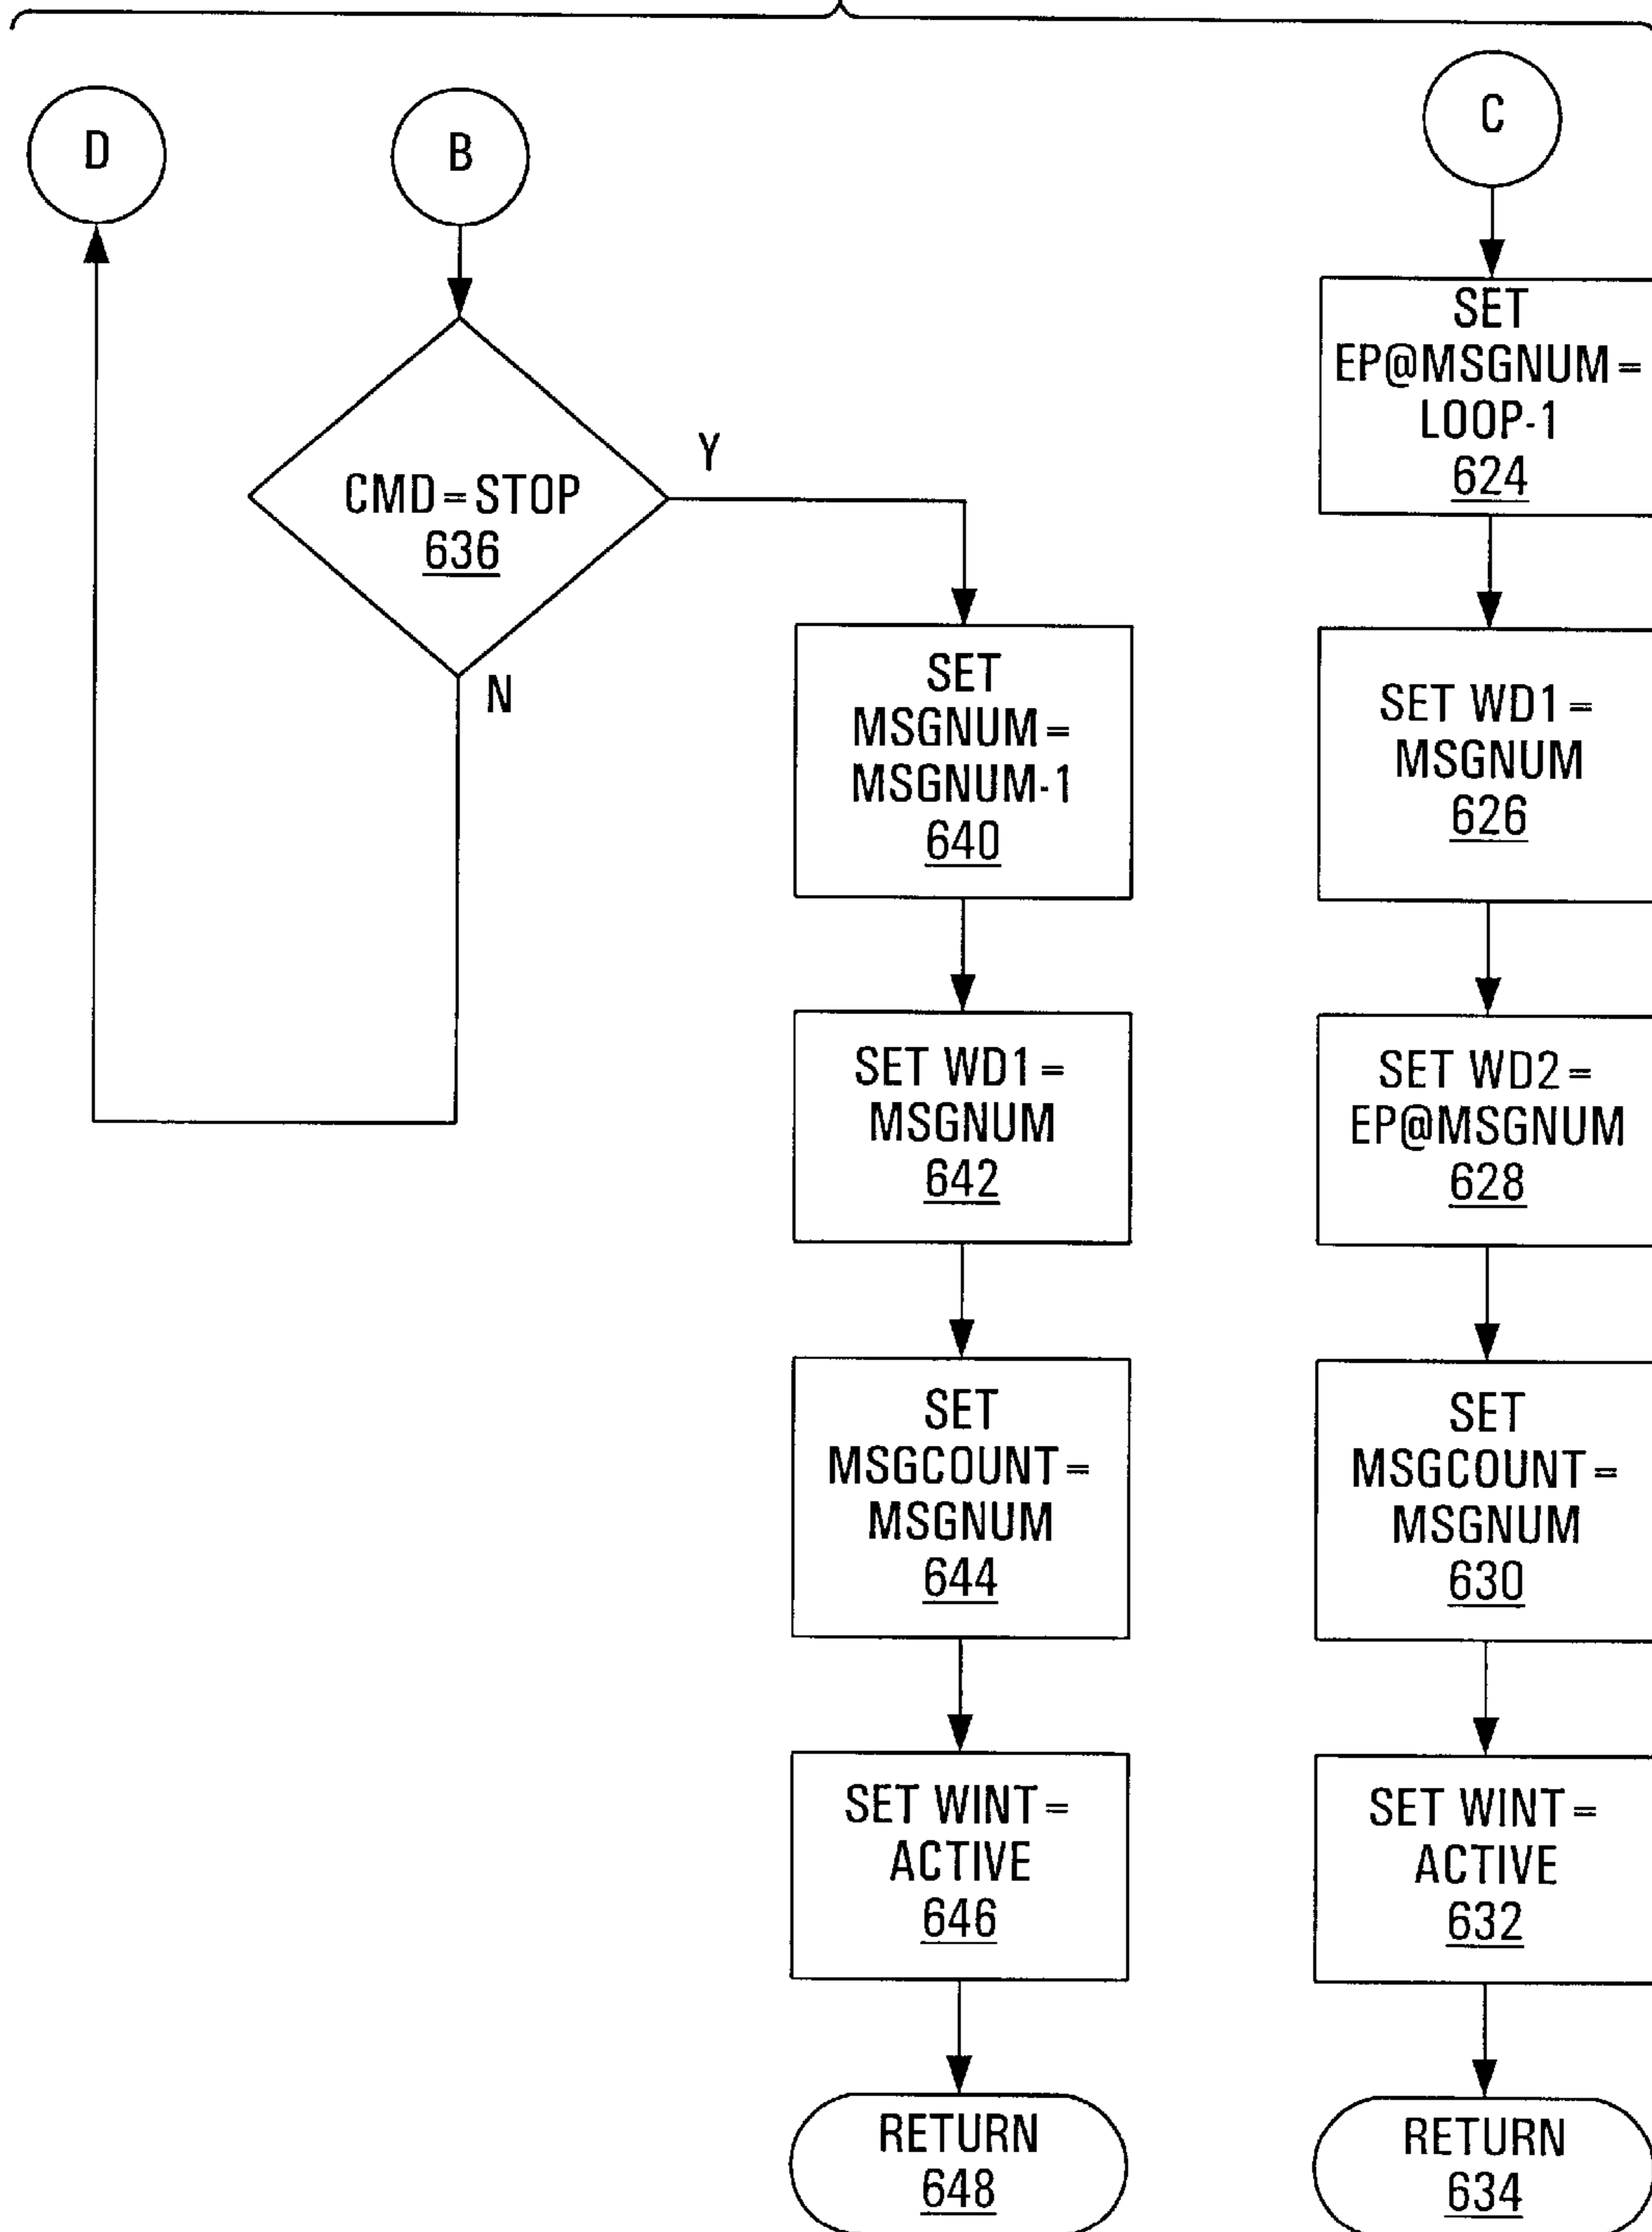 D
B
CMD=STOP
636
Y
N
SET
MSGNUM=
MSGNUM-1
640
SET WD1=
MSGNUM
642
SET
MSGCOUNT=
MSGNUM
644
SET WINT=
ACTIVE
646
RETURN
648
C
SET
EP@MSGNUM=
LOOP-1
624
SET WD1=
MSGNUM
626
SET WD2=
EP@MSGNUM
628
SET
MSGCOUNT=
MSGNUM
630
SET WINT=
ACTIVE
632
RETURN
634